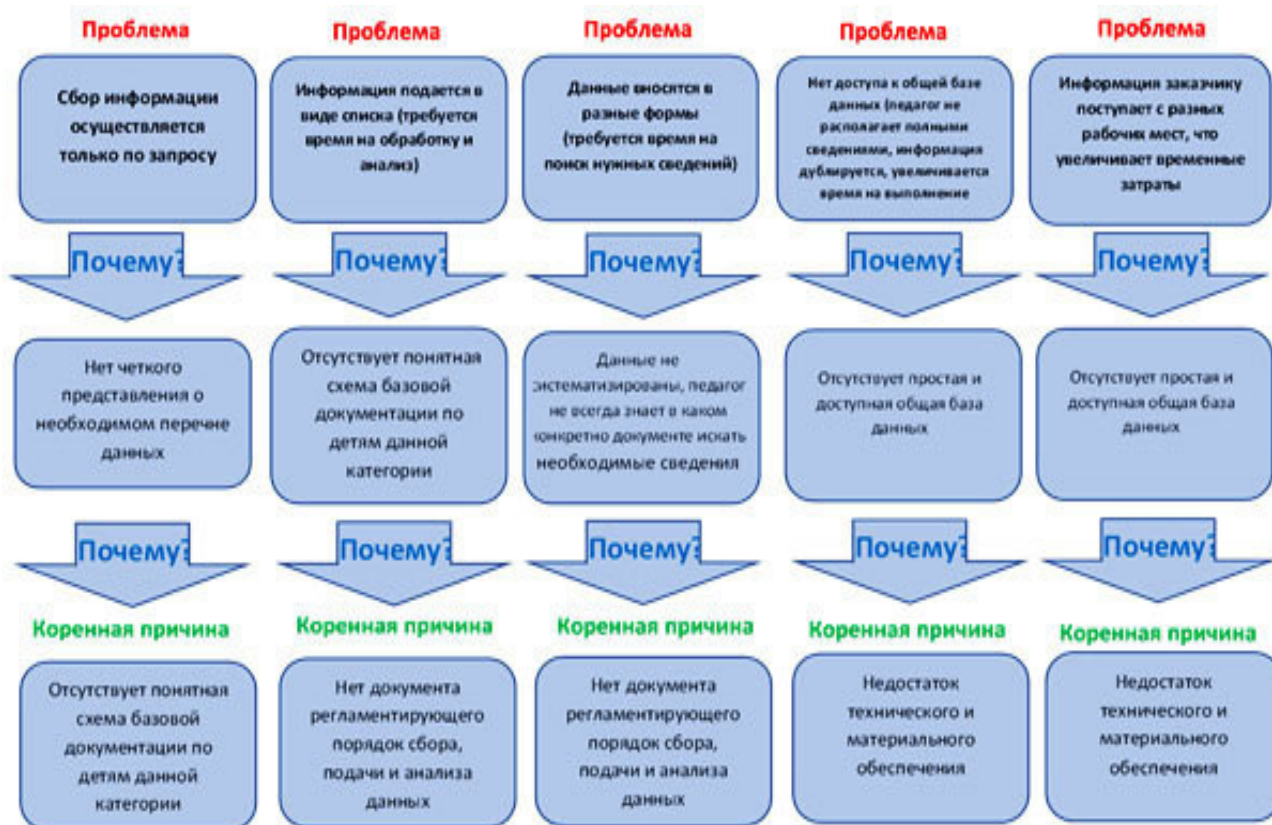 Проблема
Сбор информации
осуществляется
только по запросу
Проблема
Информация подается в
виде списка (требуется
время на обработку и
анализ)
Проблема
Данные вносятся в
разные формы
(требуется время на
поиск нужных сведений)
Проблема
Нет доступа к общей базе
данных (педагог не
располагает полными
сведениями, информация
дублируется, увеличивается
время на выполнение
Проблема
Информация заказчику
поступает с разных
рабочих мест, что
увеличивает временные
затраты
Почему?
Почему?
Почему?
Почему?
Почему?
Нет четкого
представления о
необходимом перечне
данных
Отсутствует понятная
схема базовой
документации по
детям данной
категории
Данные не
систематизированы, педагог
не всегда знает в каком
конкретно документе искать
необходимые сведения
Отсутствует простая и
доступная общая база
данных
Отсутствует простая и
доступная общая база
данных
Почему?
Почему?
Почему?
Почему?
Почему?
Коренная причина
Отсутствует понятная
схема базовой
документации по
детям данной
категории
Коренная причина
Нет документа
регламентирующего
порядок сбора,
подачи и анализа
данных
Коренная причина
Нет документа
регламентирующего
порядок сбора,
подачи и анализа
данных
Коренная причина
Недостаток
технического и
материального
обеспечения
Коренная причина
Недостаток
технического и
материального
обеспечения